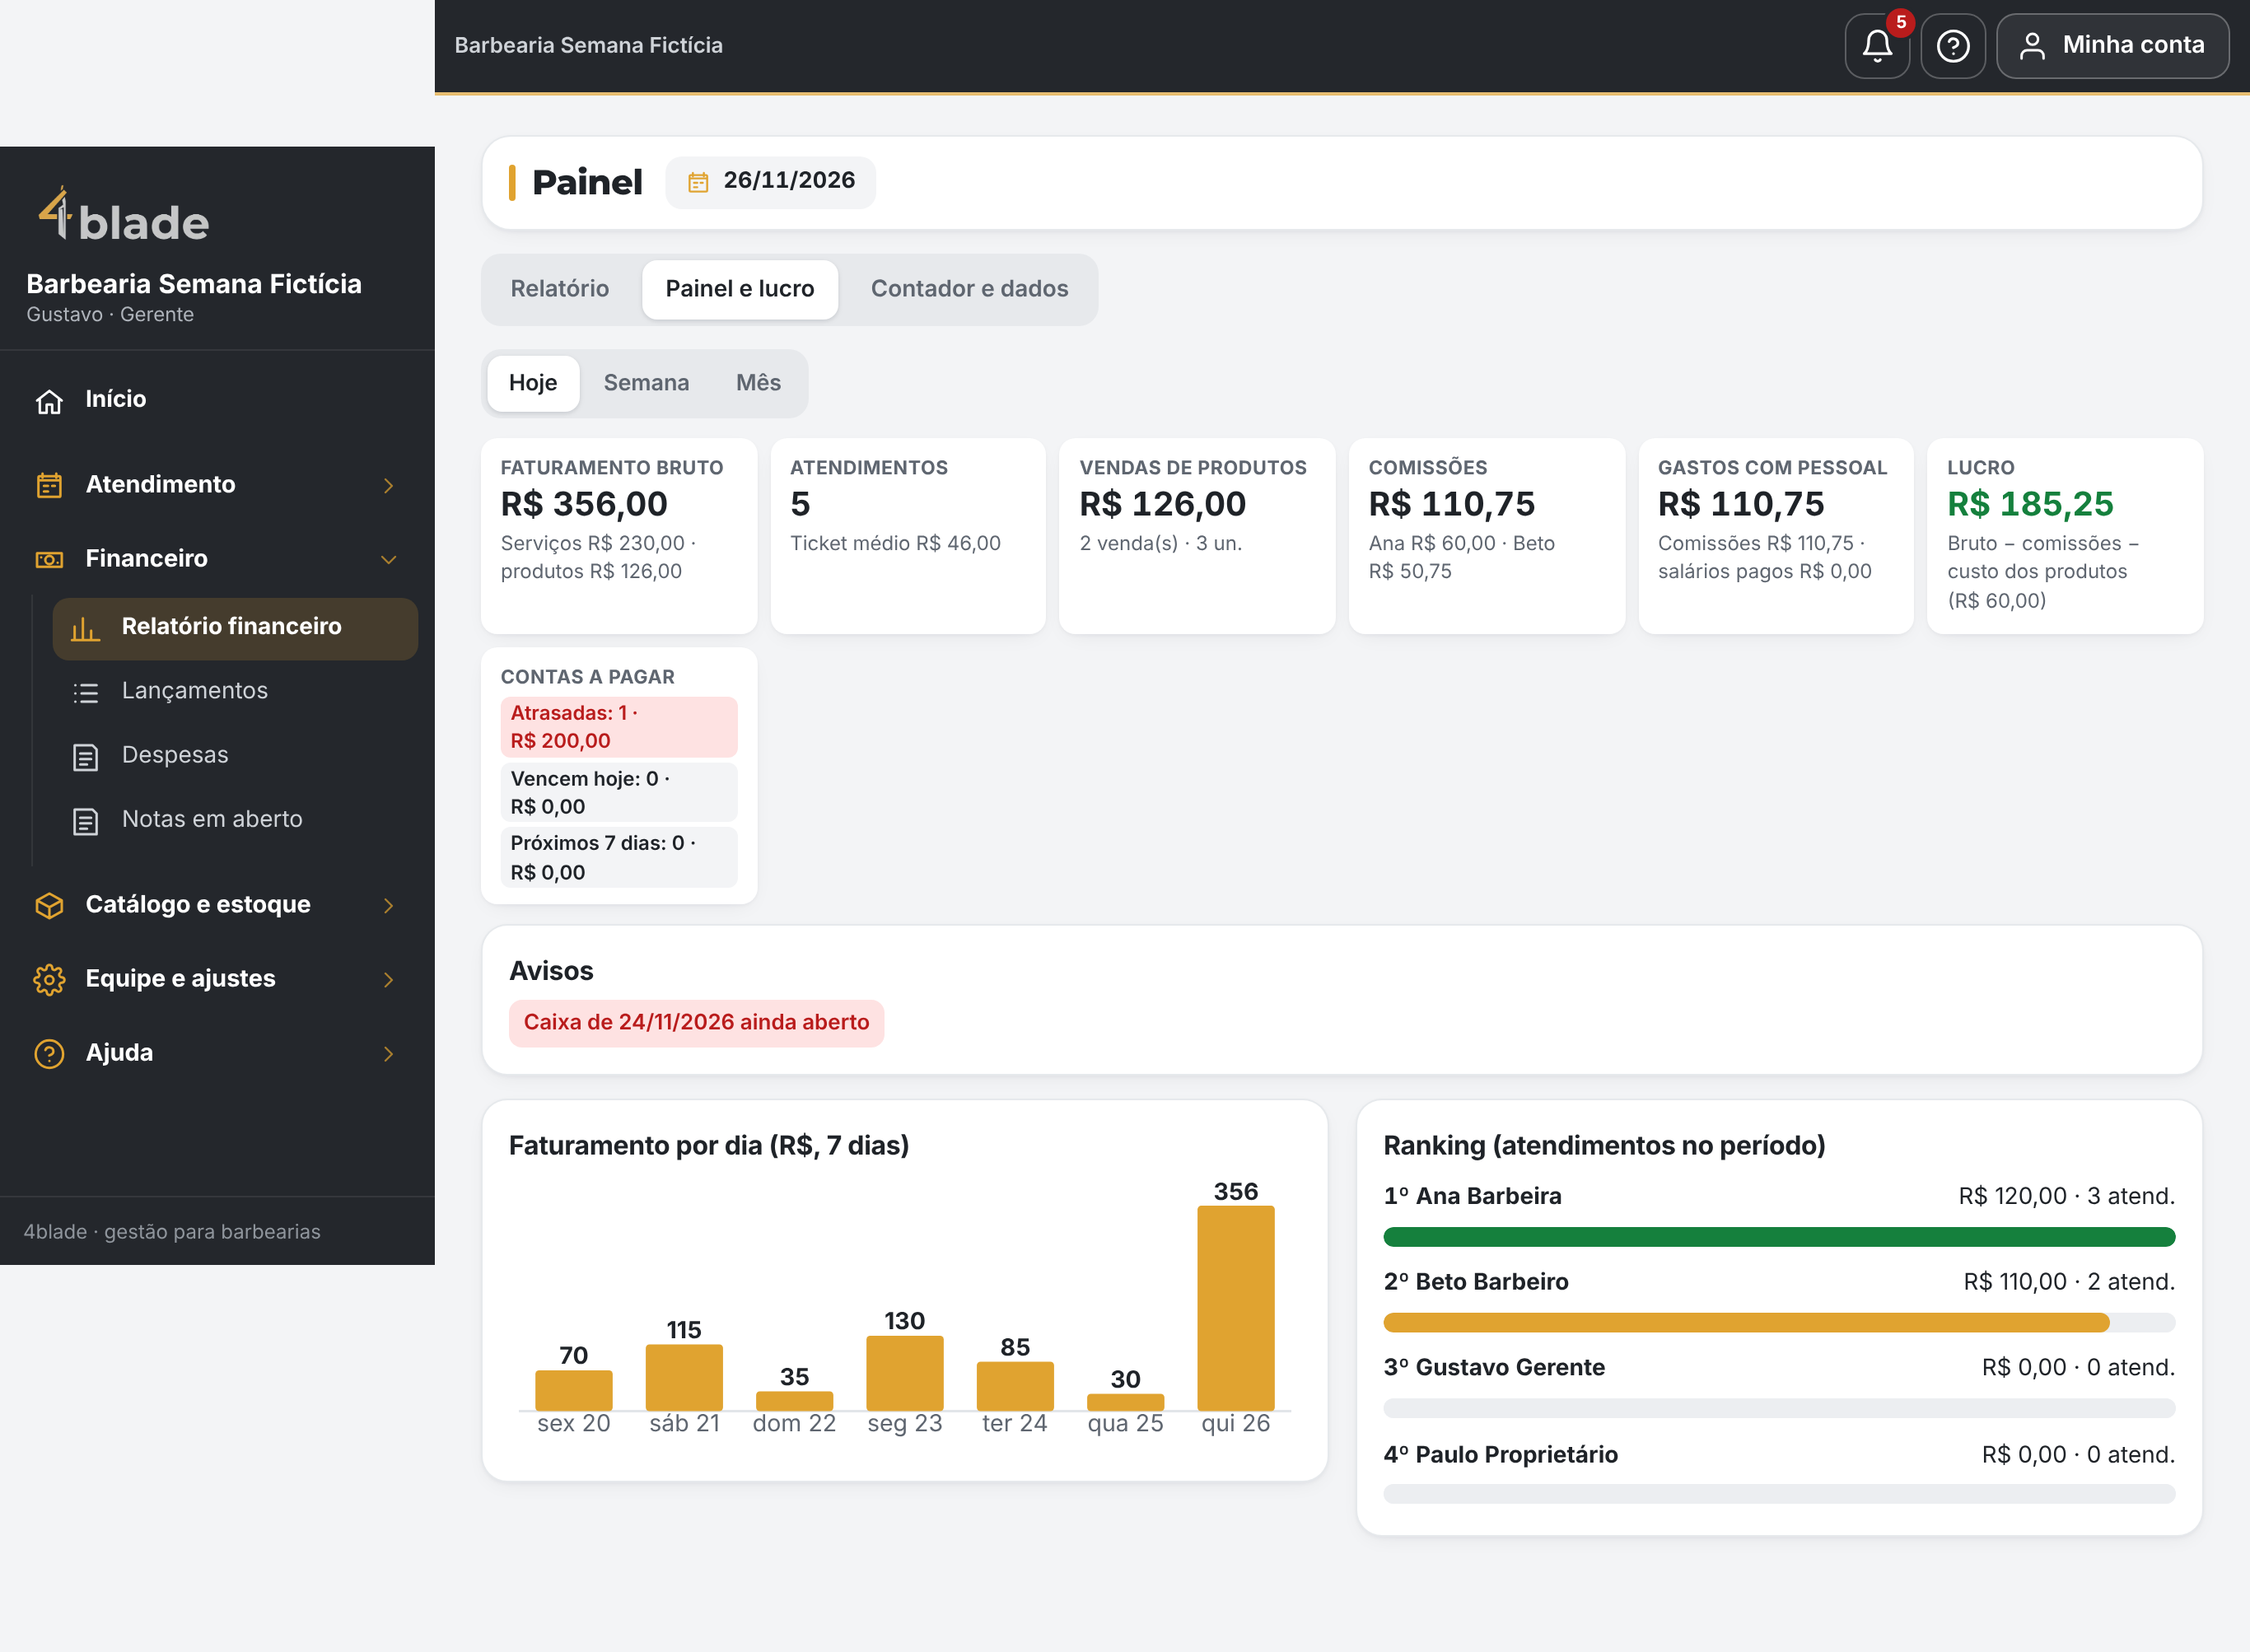 Barbearia Semana Fictícia
5
Minha conta
4blade
Barbearia Semana Fictícia
Gustavo · Gerente
Início
Atendimento
Financeiro
Relatório financeiro
Lançamentos
Despesas
Notas em aberto
Catálogo e estoque
Equipe e ajustes
Ajuda
4blade · gestão para barbearias
Painel
26/11/2026
Relatório
Painel e lucro
Contador e dados
Hoje
Semana
Mês
FATURAMENTO BRUTO
R$ 356,00
Serviços R$ 230,00 ·
produtos R$ 126,00
ATENDIMENTOS
5
Ticket médio R$ 46,00
VENDAS DE PRODUTOS
R$ 126,00
2 venda(s) · 3 un.
COMISSÕES
R$ 110,75
Ana R$ 60,00 · Beto
R$ 50,75
GASTOS COM PESSOAL
R$ 110,75
Comissões R$ 110,75 ·
salários pagos R$ 0,00
LUCRO
R$ 185,25
Bruto − comissões −
custo dos produtos
(R$ 60,00)
CONTAS A PAGAR
Atrasadas: 1 ·
R$ 200,00
Vencem hoje: 0 ·
R$ 0,00
Próximos 7 dias: 0 ·
R$ 0,00
Avisos
Caixa de 24/11/2026 ainda aberto
Faturamento por dia (R$, 7 dias)
70
115
35
130
85
30
356
sex 20
sáb 21
dom 22
seg 23
ter 24
qua 25
qui 26
Ranking (atendimentos no período)
1º Ana Barbeira
R$ 120,00 · 3 atend.
2º Beto Barbeiro
R$ 110,00 · 2 atend.
3º Gustavo Gerente
R$ 0,00 · 0 atend.
4º Paulo Proprietário
R$ 0,00 · 0 atend.